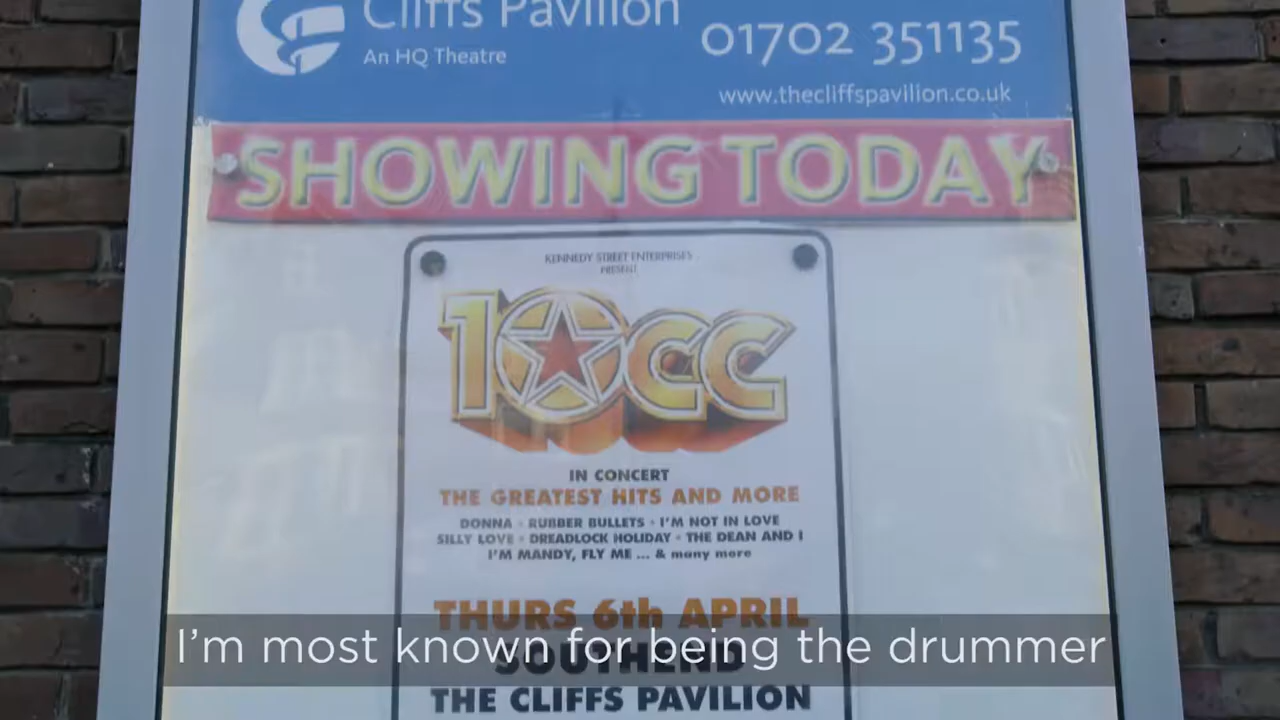 Cliffs Pavilion
An HQ Theatre
01702 351135
www.thecliffspavilion.co.uk
SHOWING TODAY
KENNEDY STREET ENTERPRISES
PRESENT
10cc
IN CONCERT
THE GREATEST HITS AND MORE
DONNA • RUBBER BULLETS • I'M NOT IN LOVE
SILLY LOVE • DREADLOCK HOLIDAY • THE DEAN AND I
I'M MANDY, FLY ME ... & many more
THURS 6th APRIL
SOUTHEND
I'm most known for being the drummer
THE CLIFFS PAVILION